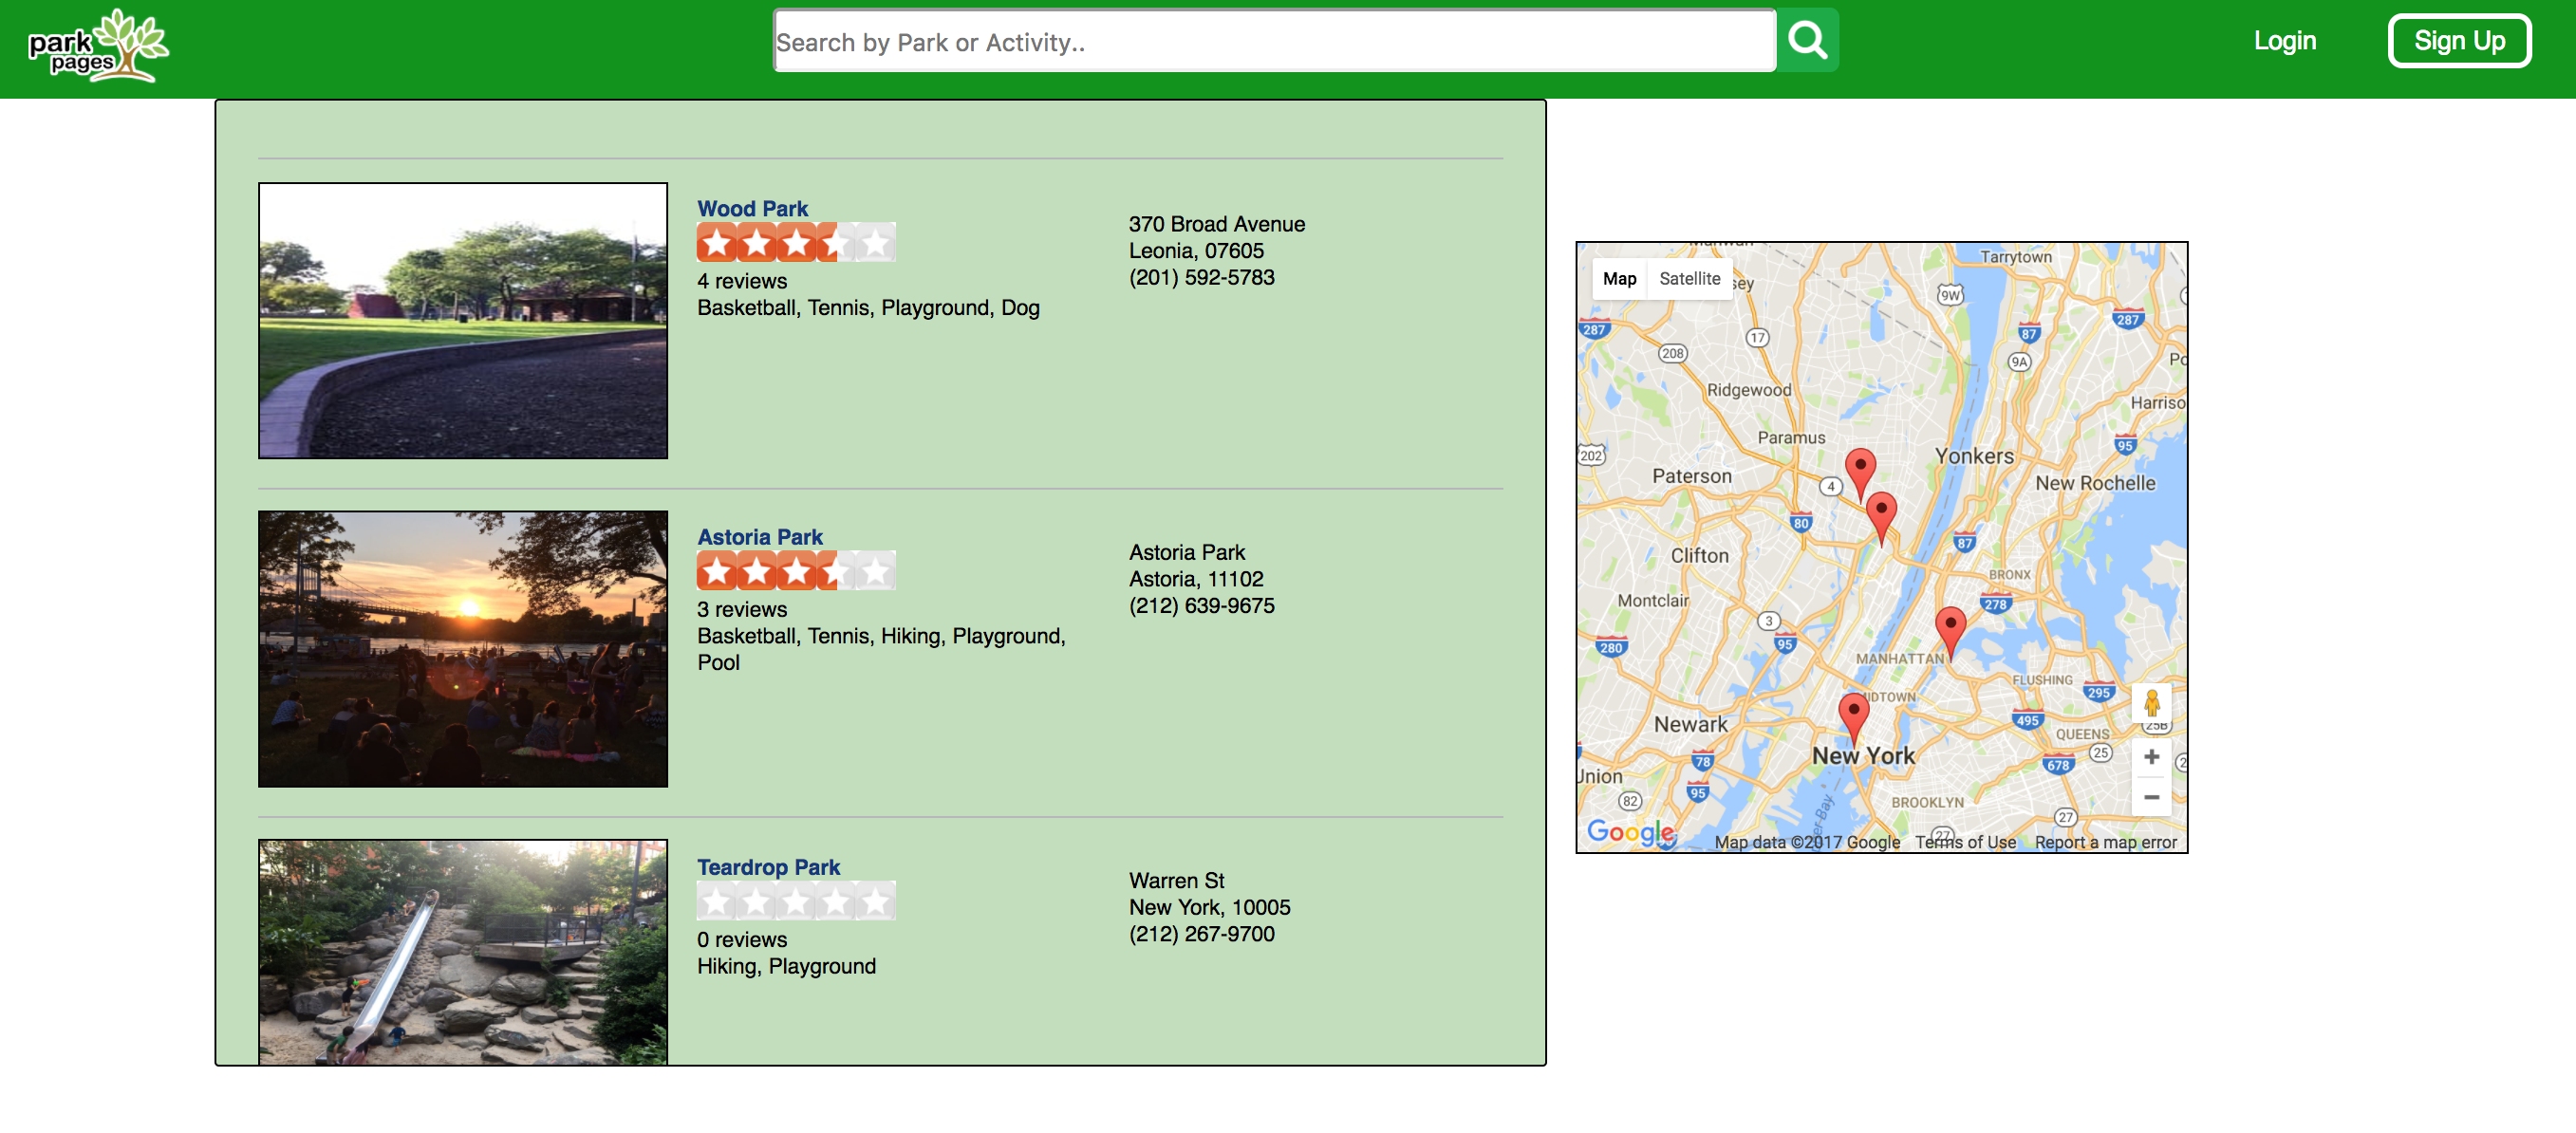 park
pages
Search by Park or Activity..
Login
Sign Up
Wood Park
4 reviews
Basketball, Tennis, Playground, Dog
370 Broad Avenue
Leonia, 07605
(201) 592-5783
Astoria Park
3 reviews
Basketball, Tennis, Hiking, Playground,
Pool
Astoria Park
Astoria, 11102
(212) 639-9675
Teardrop Park
0 reviews
Hiking, Playground
Warren St
New York, 10005
(212) 267-9700
Map
Satellite
sey
Tarrytown
9W
287
87
287
17
208
9A
Ridgewood
Harriso
Paramus
95
202
Yonkers
Paterson
4
New Rochelle
80
87
Clifton
BRONX
278
Montclair
3
95
280
MANHATTAN
FLUSHING
295
IDTOWN
495
25B
Newark
QUEENS
25
New York
78
678
Union
95
82
BROOKLYN
27
27
Google
Map data ©2017 Google
Terms of Use
Report a map error